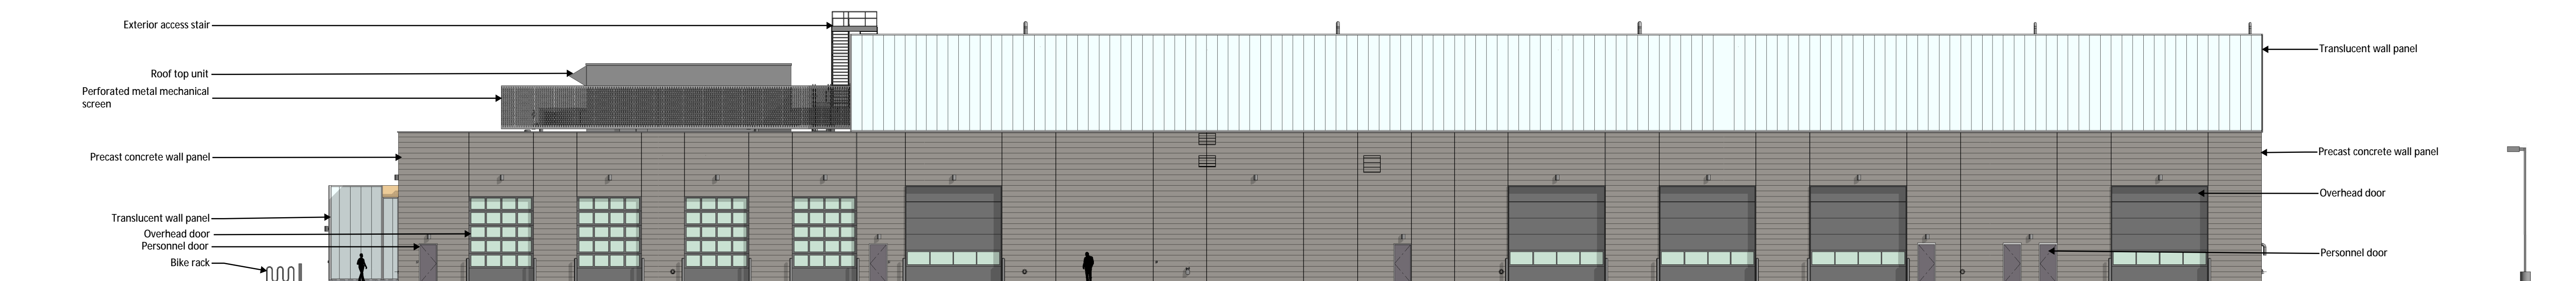 Exterior access stair
Roof top unit
Perforated metal mechanical
screen
Precast concrete wall panel
Translucent wall panel
Overhead door
Personnel door
Bike rack
Translucent wall panel
Precast concrete wall panel
Overhead door
Personnel door